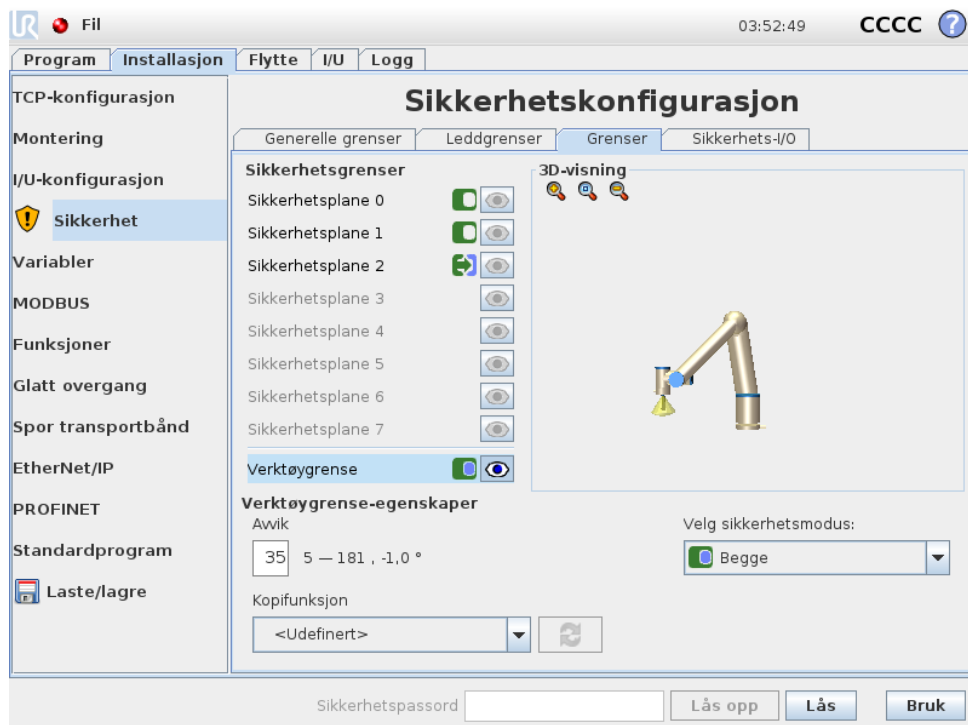 UR Fil 03:52:49 CCCC ?
Program Installasjon Flytte I/U Logg
TCP-konfigurasjon
Montering
I/U-konfigurasjon
Sikkerhet
Variabler
MODBUS
Funksjoner
Glatt overgang
Spor transportbånd
EtherNet/IP
PROFINET
Standardprogram
Laste/lagre
Sikkerhetskonfigurasjon
Generelle grenser Leddgrenser Grenser Sikkerhets-I/O
Sikkerhetsgrenser
Sikkerhetsplane 0
Sikkerhetsplane 1
Sikkerhetsplane 2
Sikkerhetsplane 3
Sikkerhetsplane 4
Sikkerhetsplane 5
Sikkerhetsplane 6
Sikkerhetsplane 7
Verktøygrense
3D-visning
Verktøygrense-egenskaper
Avvik
35 5 — 181 , -1,0 °
Velg sikkerhetsmodus:
Begge
Kopifunksjon
<Udefinert>
Sikkerhetspassord Lås opp Lås Bruk